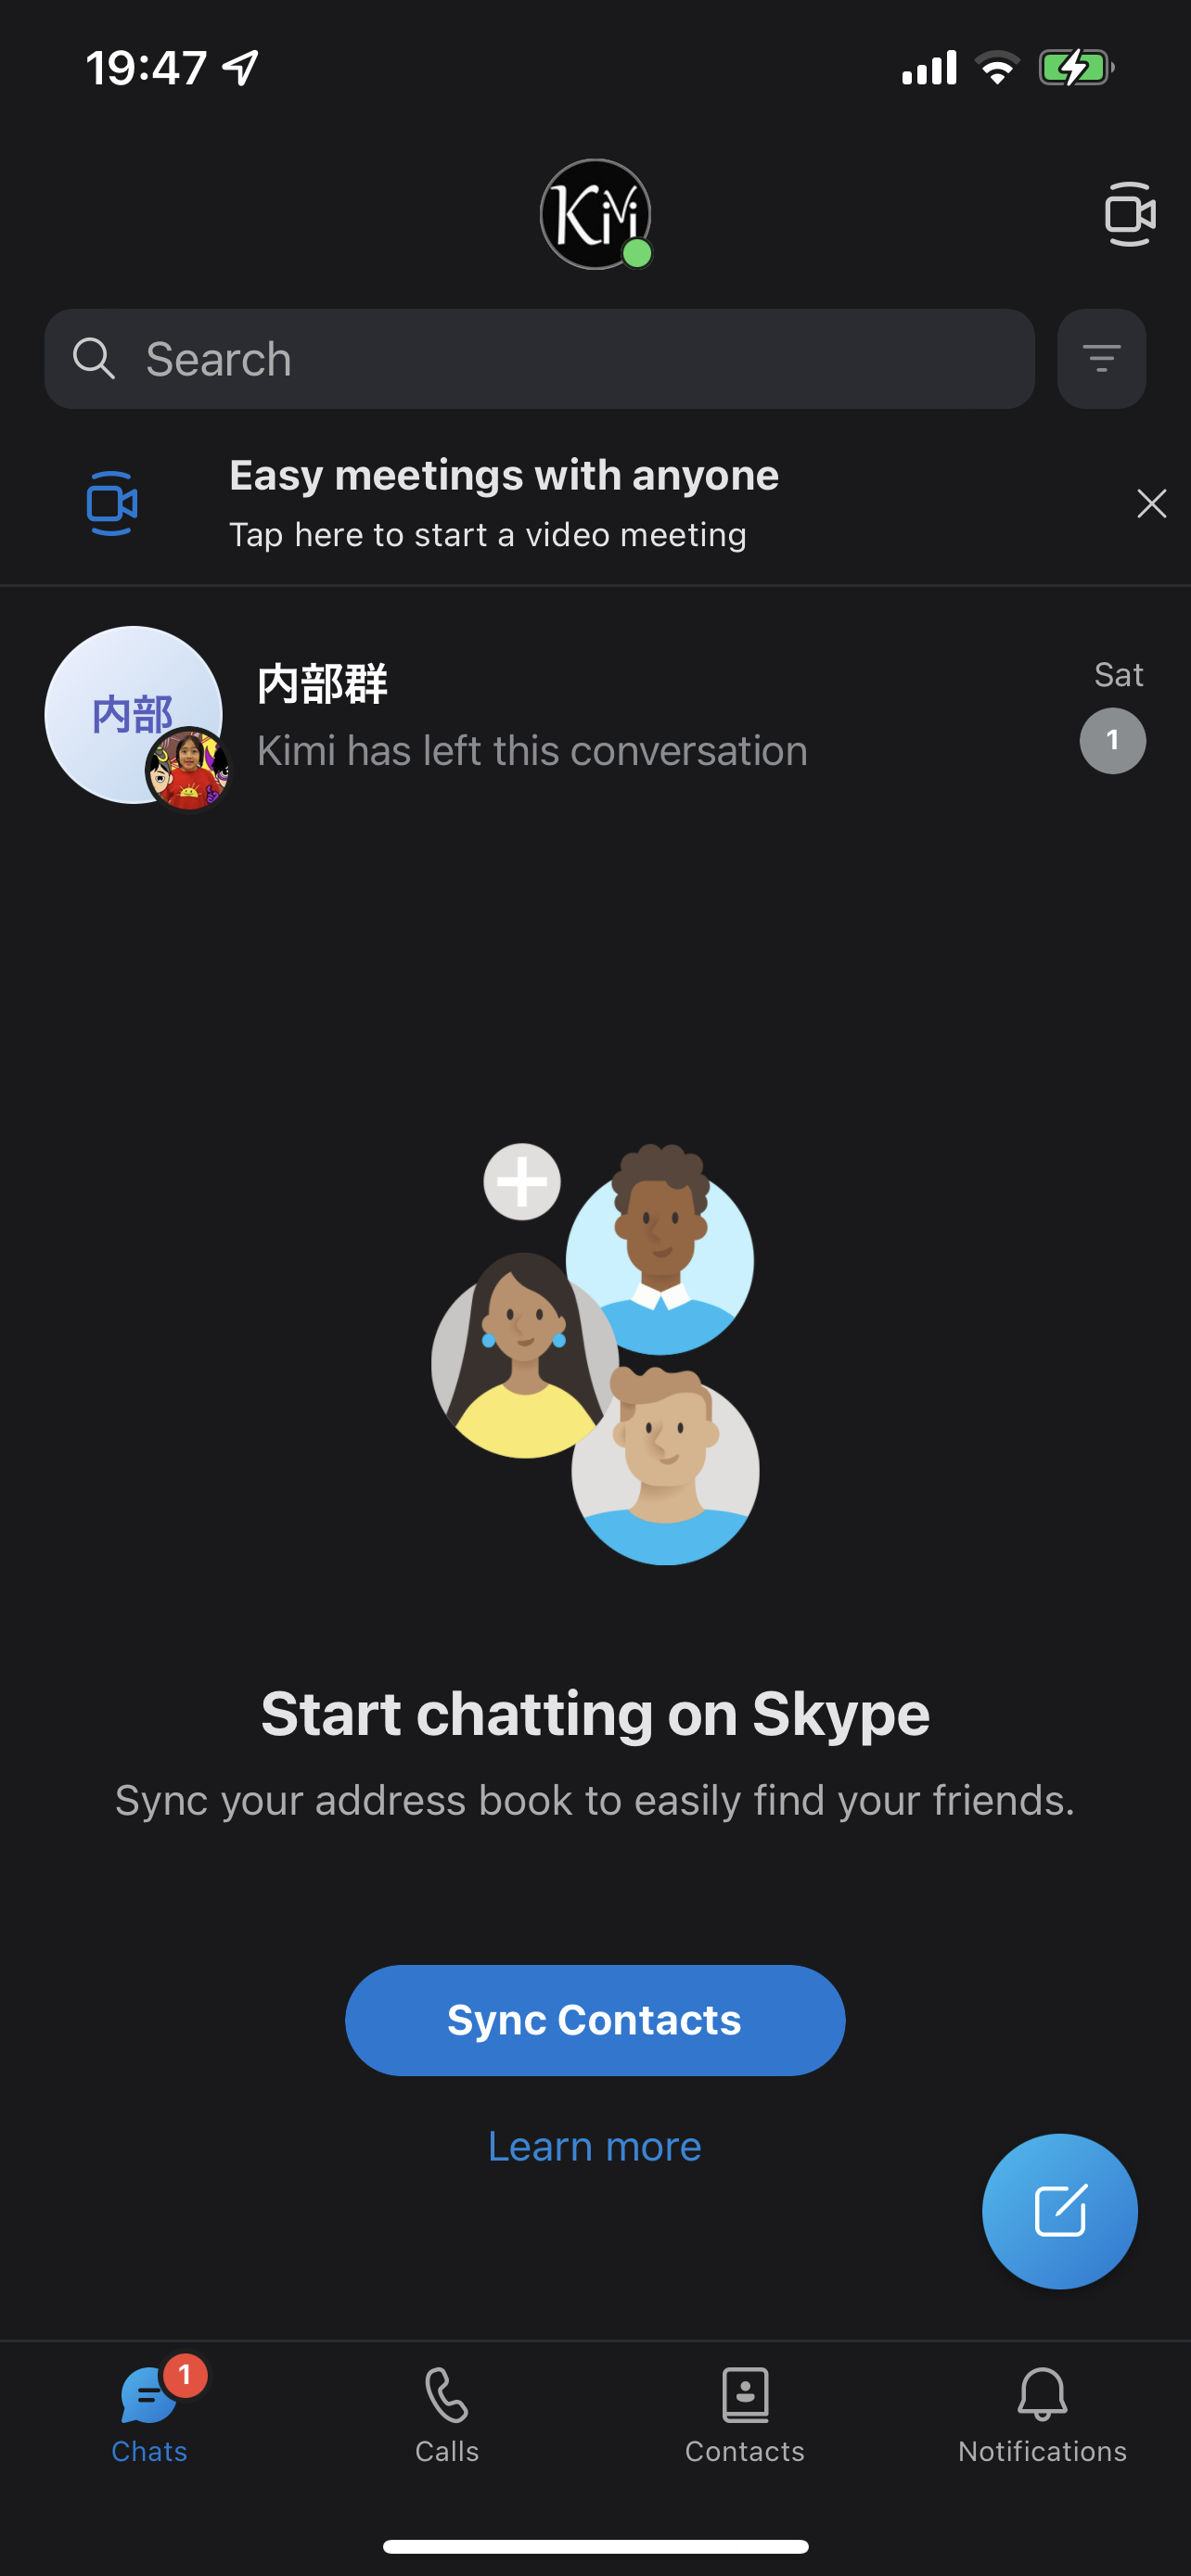 19:47
KiVi
Search
Easy meetings with anyone
Tap here to start a video meeting
内部
内部群
Sat
Kimi has left this conversation
1
Start chatting on Skype
Sync your address book to easily find your friends.
Sync Contacts
Learn more
1
Chats
Calls
Contacts
Notifications